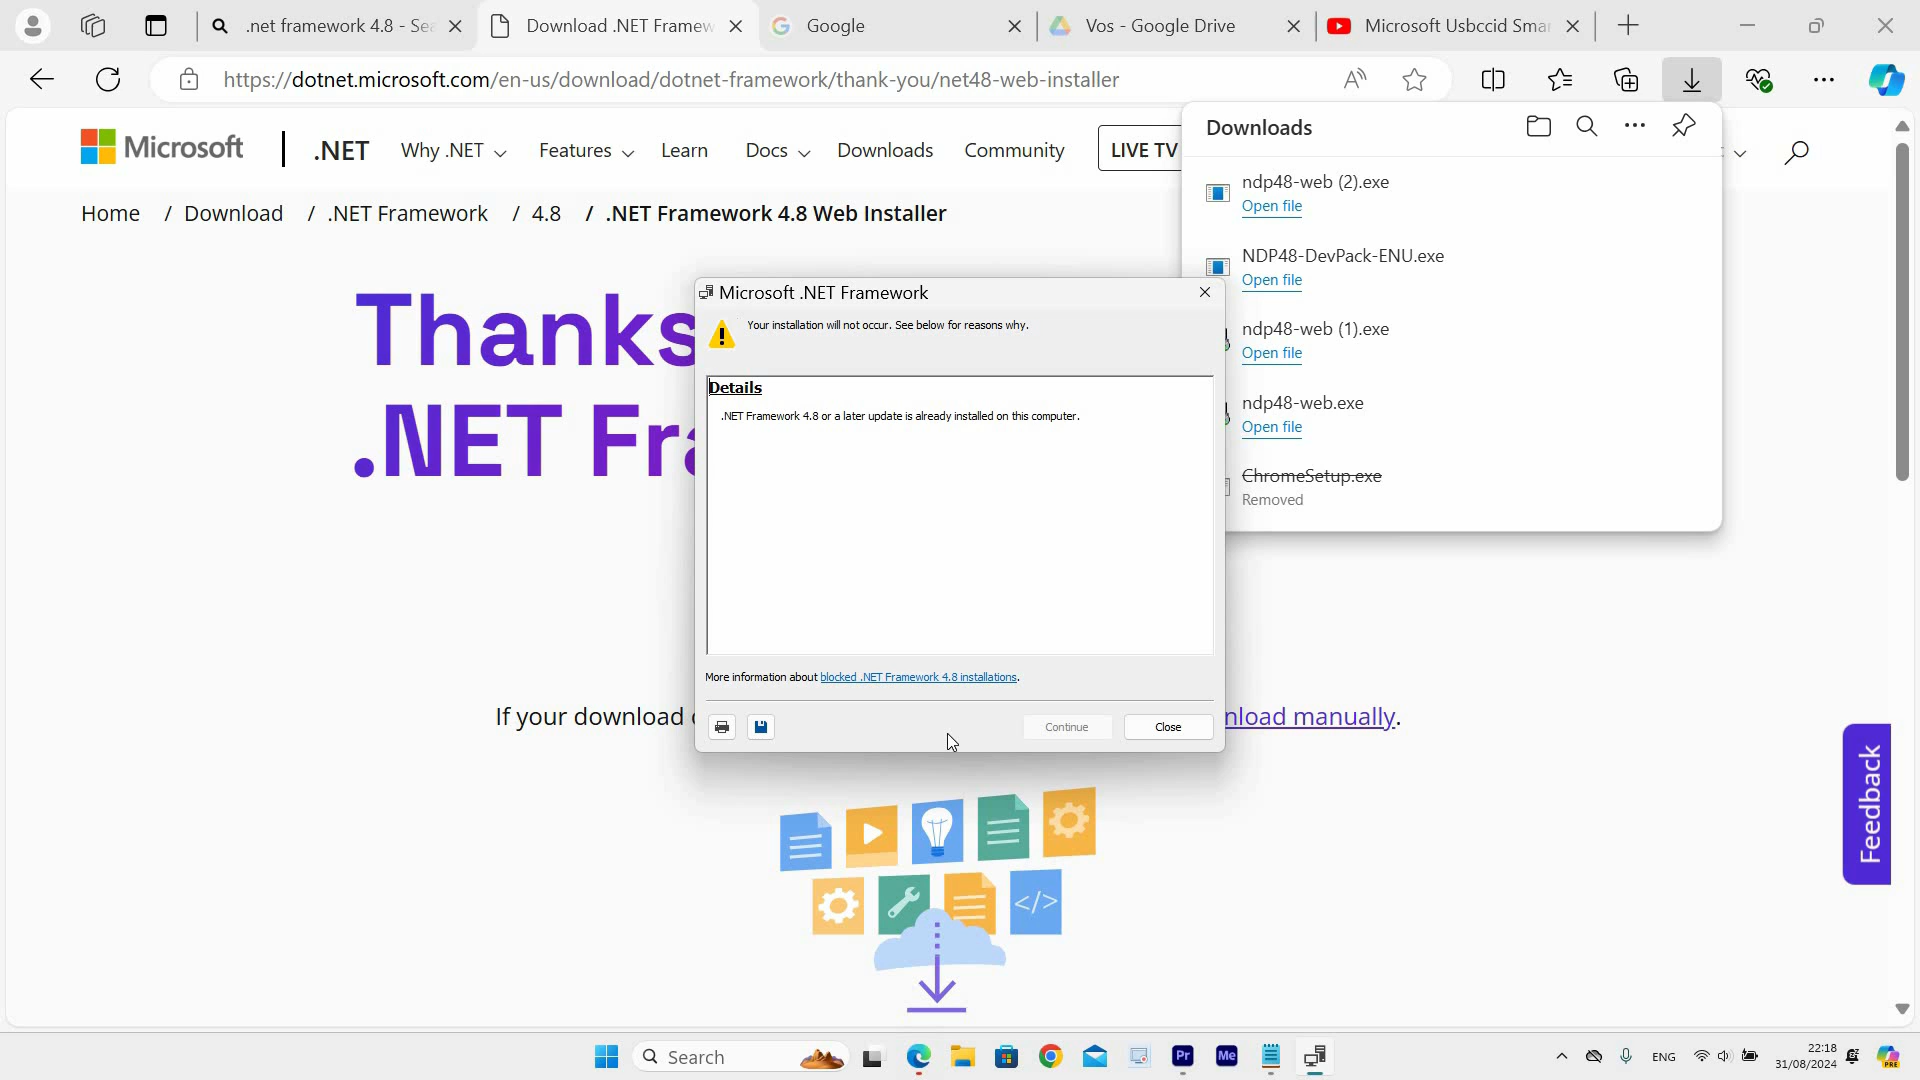 .net framework 4.8 - Sea
Download .NET Framew
Google
Vos - Google Drive
Microsoft Usbccid Smar
https://dotnet.microsoft.com/en-us/download/dotnet-framework/thank-you/net48-web-installer
Microsoft
.NET
Why .NET
Features
Learn
Docs
Downloads
Community
LIVE TV
Home / Download / .NET Framework / 4.8 / .NET Framework 4.8 Web Installer
Downloads
ndp48-web (2).exe
Open file
NDP48-DevPack-ENU.exe
Open file
ndp48-web (1).exe
Open file
ndp48-web.exe
Open file
ChromeSetup.exe
Removed
Thanks
.NET Fra
Microsoft .NET Framework
Your installation will not occur. See below for reasons why.
Details
.NET Framework 4.8 or a later update is already installed on this computer.
More information about blocked .NET Framework 4.8 installations.
Continue
Close
If your download
nload manually.
</>
Feedback
Search
Pr
Me
ENG
22:18
31/08/2024
PRE